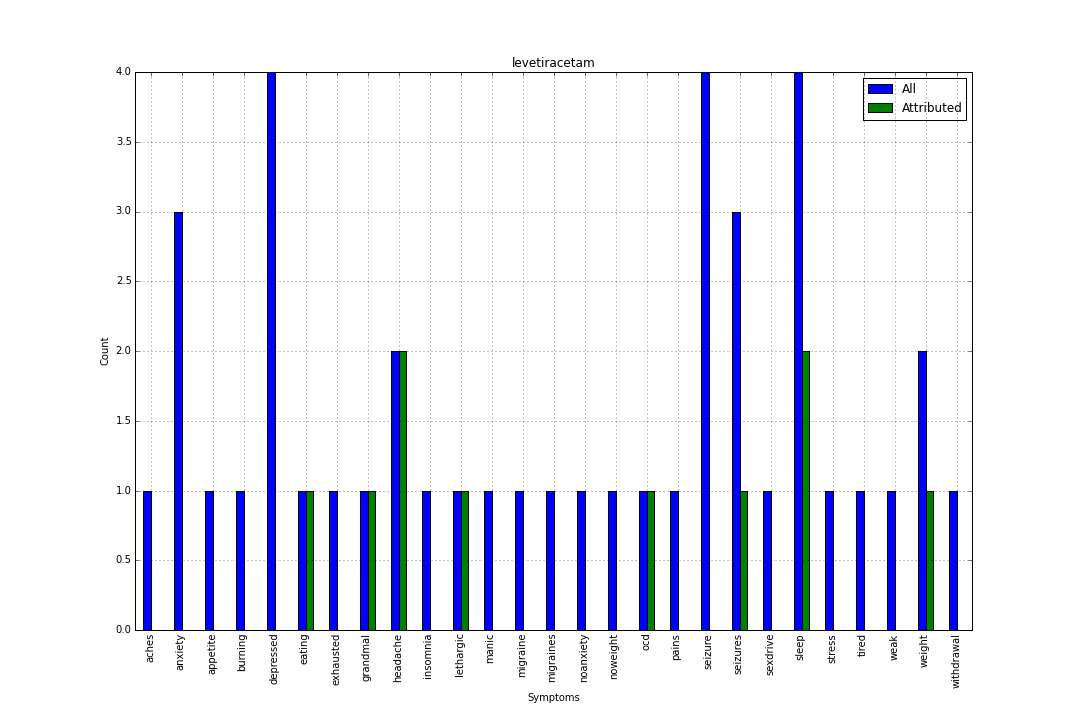 levetiracetam
All
Attributed
4.0
3.5
3.0
2.5
2.0
1.5
1.0
0.5
0.0
Count
aches
anxiety
appetite
burning
depressed
eating
exhausted
grandmal
headache
insomnia
lethargic
manic
migraine
migraines
noanxiety
noweight
ocd
pains
seizure
seizures
sexdrive
sleep
stress
tired
weak
weight
withdrawal
Symptoms